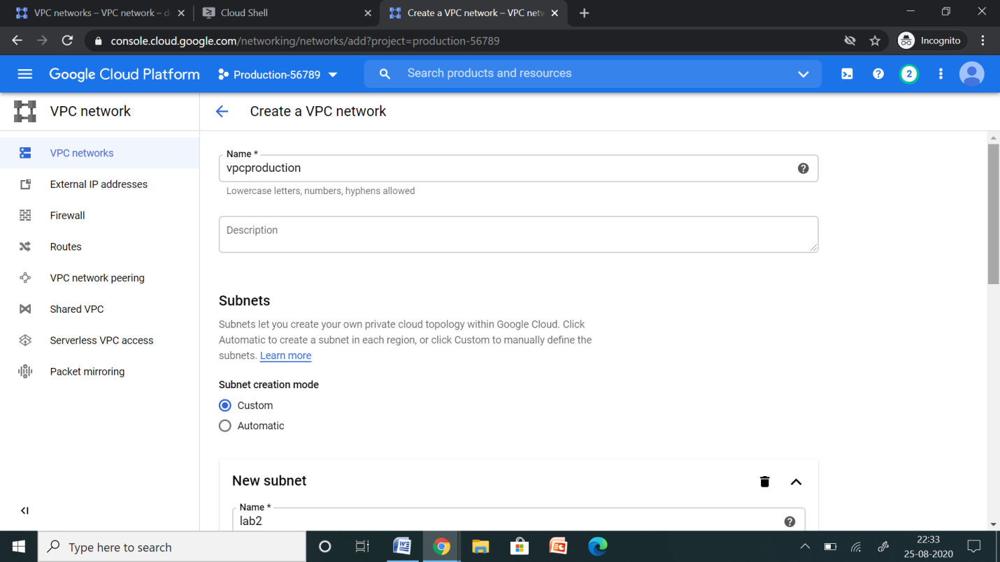 VPC networks – VPC network – d
Cloud Shell
Create a VPC network – VPC netw
console.cloud.google.com/networking/networks/add?project=production-56789
Incognito
Google Cloud Platform
Production-56789
Search products and resources
2
VPC network
Create a VPC network
VPC networks
External IP addresses
Firewall
Routes
VPC network peering
Shared VPC
Serverless VPC access
Packet mirroring
Name *
vpcproduction
Lowercase letters, numbers, hyphens allowed
Description
Subnets
Subnets let you create your own private cloud topology within Google Cloud. Click
Automatic to create a subnet in each region, or click Custom to manually define the
subnets. Learn more
Subnet creation mode
Custom
Automatic
New subnet
Name *
lab2
Type here to search
22:33
25-08-2020